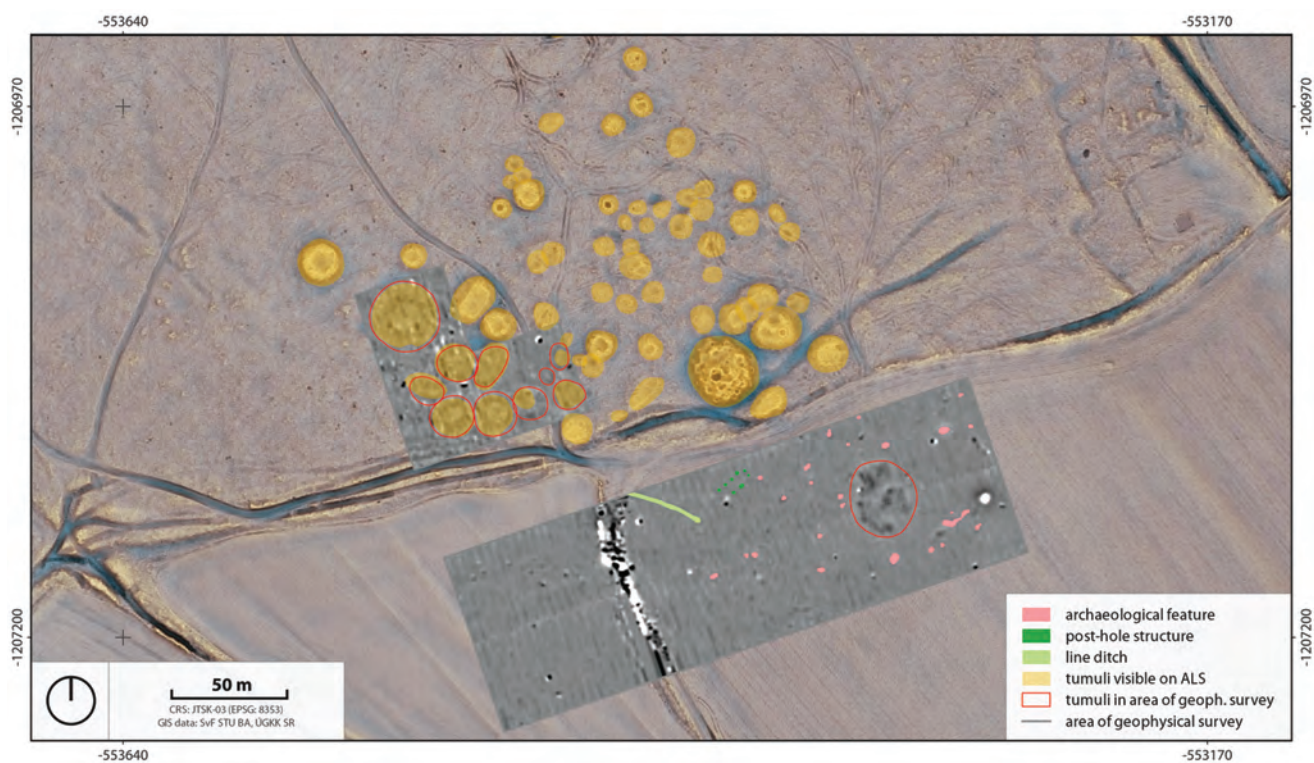 -553640
-553170
-1206970
-1206970
-1207200
-1207200
archaeological feature
post-hole structure
line ditch
tumuli visible on ALS
tumuli in area of geoph. survey
area of geophysical survey
50 m
CRS: JTSK-03 (EPSG: 8353)
GIS data: SvF STU BA, ÚGKK SR
-553640
-553170